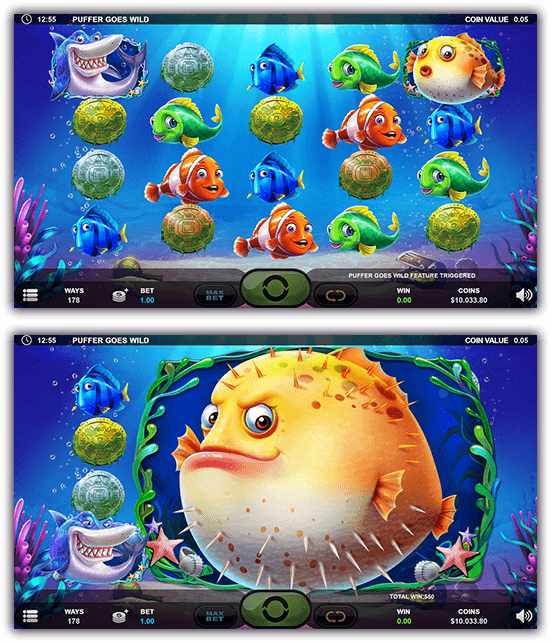 12:55 PUFFER GOES WILD COIN VALUE 0.05
PUFFER GOES WILD FEATURE TRIGGERED
WAYS BET MAX BET WIN COINS
178 1.00 0.00 $10.033.80
12:55 PUFFER GOES WILD COIN VALUE 0.05
TOTAL WIN $50
WAYS BET MAX BET WIN COINS
178 1.00 0.00 $10.033.80